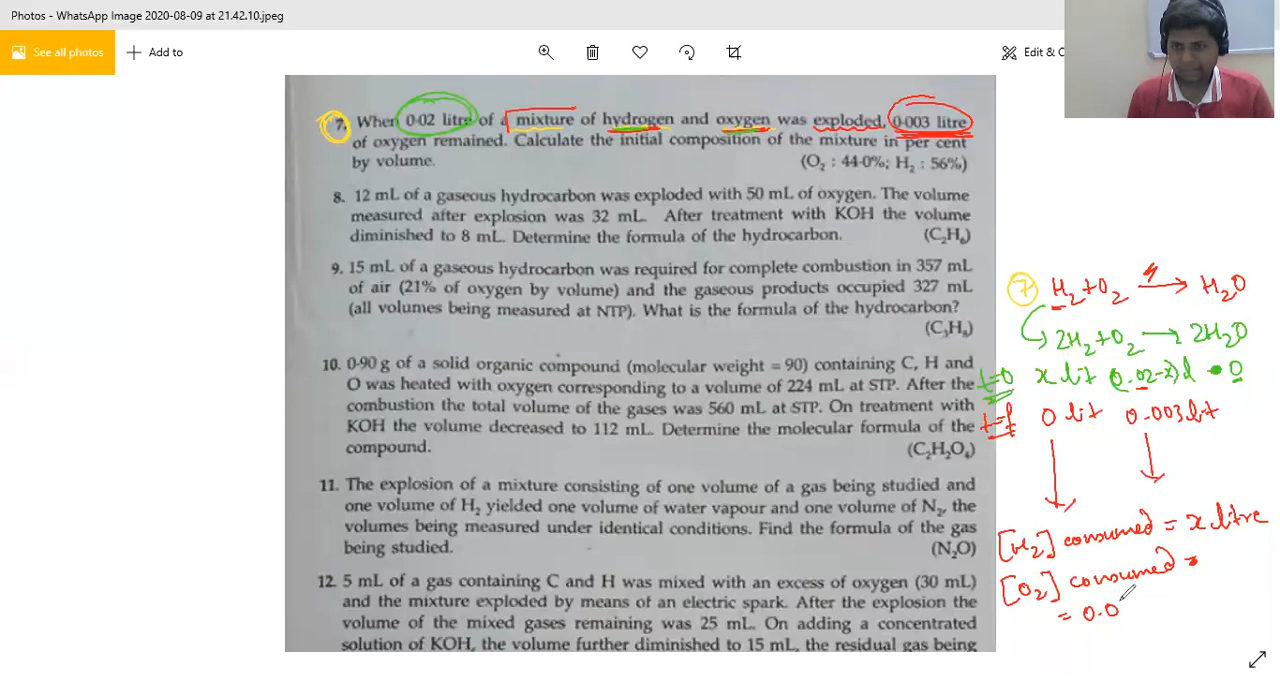 Photos - WhatsApp Image 2020-08-09 at 21.42.10.jpeg
See all photos
Add to
Edit & C
7. When 0·02 litre of a mixture of hydrogen and oxygen was exploded, 0·003 litre
of oxygen remained. Calculate the initial composition of the mixture in per cent
by volume. (O₂ : 44·0%; H₂ : 56%)
8. 12 mL of a gaseous hydrocarbon was exploded with 50 mL of oxygen. The volume
measured after explosion was 32 mL. After treatment with KOH the volume
diminished to 8 mL. Determine the formula of the hydrocarbon. (C₂H₆)
9. 15 mL of a gaseous hydrocarbon was required for complete combustion in 357 mL
of air (21% of oxygen by volume) and the gaseous products occupied 327 mL
(all volumes being measured at NTP). What is the formula of the hydrocarbon?
(C₃H₈)
10. 0·90 g of a solid organic compound (molecular weight = 90) containing C, H and
O was heated with oxygen corresponding to a volume of 224 mL at STP. After the
combustion the total volume of the gases was 560 mL at STP. On treatment with
KOH the volume decreased to 112 mL. Determine the molecular formula of the
compound. (C₂H₂O₄)
11. The explosion of a mixture consisting of one volume of a gas being studied and
one volume of H₂ yielded one volume of water vapour and one volume of N₂, the
volumes being measured under identical conditions. Find the formula of the gas
being studied. (N₂O)
12. 5 mL of a gas containing C and H was mixed with an excess of oxygen (30 mL)
and the mixture exploded by means of an electric spark. After the explosion the
volume of the mixed gases remaining was 25 mL. On adding a concentrated
solution of KOH, the volume further diminished to 15 mL, the residual gas being
7 H₂+O₂ → H₂O
2H₂+O₂ → 2H₂O
t=0 x lit (0.02-x)l 0
t=f 0 lit 0.003 lit
[H₂] consumed = x litre
[O₂] consumed
= 0.0